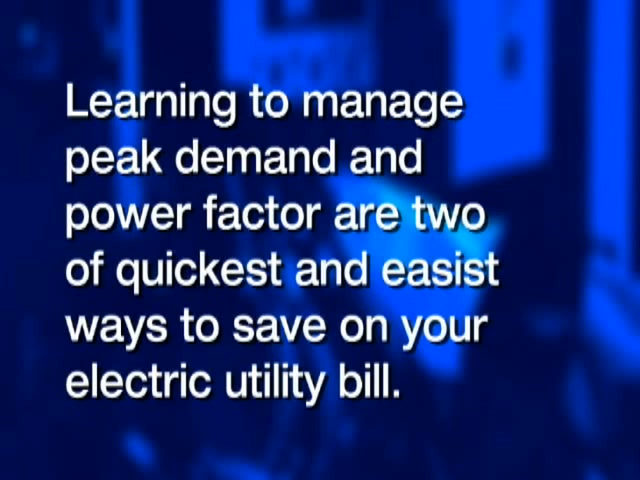 Learning to manage
peak demand and
power factor are two
of quickest and easist
ways to save on your
electric utility bill.